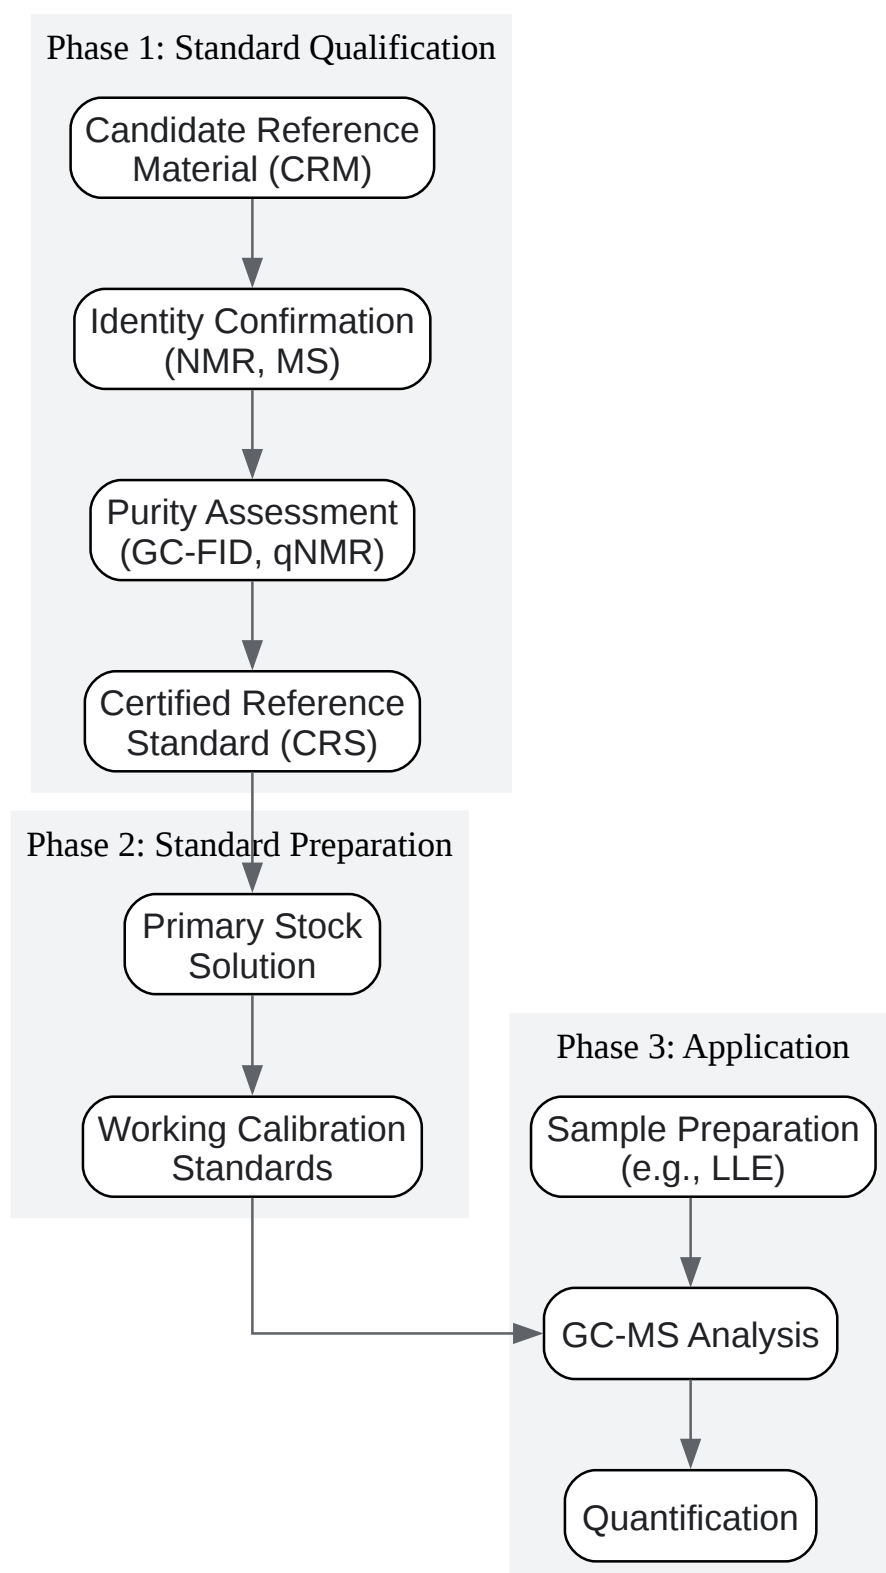 Phase 1: Standard Qualification
Candidate Reference
Material (CRM)
Identity Confirmation
(NMR, MS)
Purity Assessment
(GC-FID, qNMR)
Certified Reference
Standard (CRS)
Phase 2: Standard Preparation
Primary Stock
Solution
Working Calibration
Standards
Phase 3: Application
Sample Preparation
(e.g., LLE)
GC-MS Analysis
Quantification